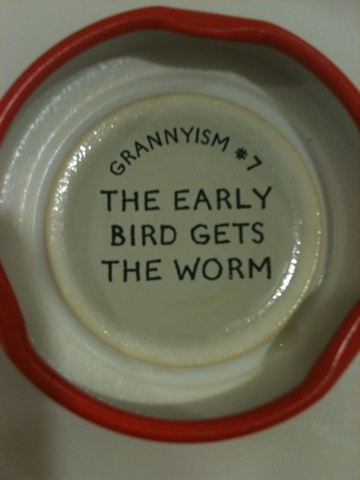 GRANNYISM #7
THE EARLY
BIRD GETS
THE WORM